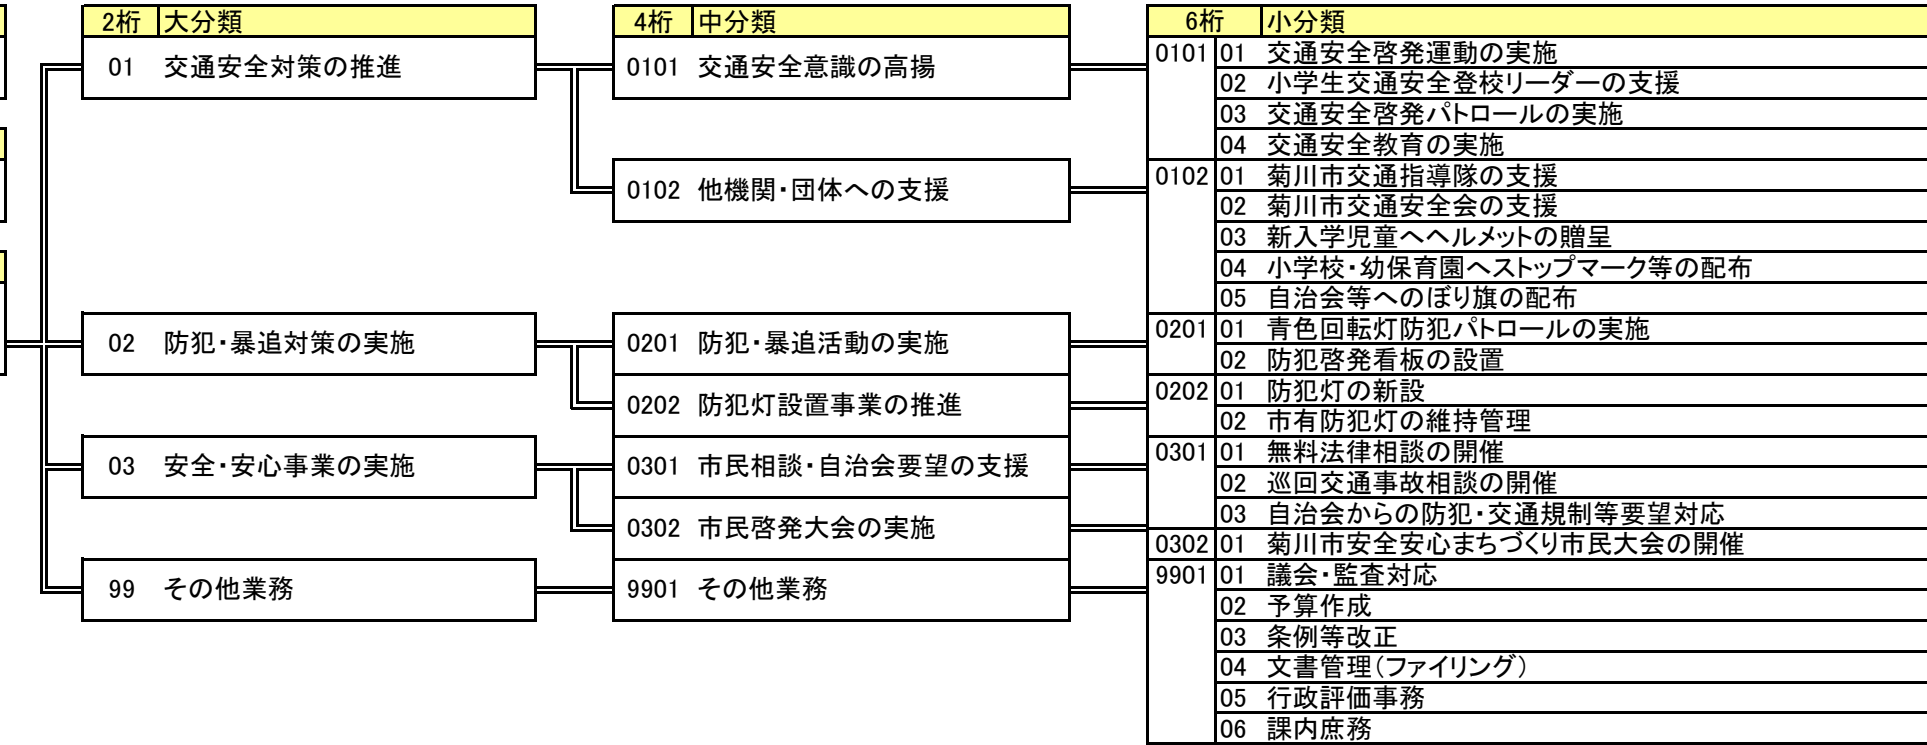 2桁 大分類 4桁 中分類 6桁 小分類
01 交通安全対策の推進
02 防犯・暴追対策の実施
03 安全・安心事業の実施
99 その他業務
0101 交通安全意識の高揚
0102 他機関・団体への支援
0201 防犯・暴追活動の実施
0202 防犯灯設置事業の推進
0301 市民相談・自治会要望の支援
0302 市民啓発大会の実施
9901 その他業務
0101 01 交通安全啓発運動の実施
02 小学生交通安全登校リーダーの支援
03 交通安全啓発パトロールの実施
04 交通安全教育の実施
0102 01 菊川市交通指導隊の支援
02 菊川市交通安全会の支援
03 新入学児童へヘルメットの贈呈
04 小学校・幼保育園へストップマーク等の配布
05 自治会等へのぼり旗の配布
0201 01 青色回転灯防犯パトロールの実施
02 防犯啓発看板の設置
0202 01 防犯灯の新設
02 市有防犯灯の維持管理
0301 01 無料法律相談の開催
02 巡回交通事故相談の開催
03 自治会からの防犯・交通規制等要望対応
0302 01 菊川市安全安心まちづくり市民大会の開催
9901 01 議会・監査対応
02 予算作成
03 条例等改正
04 文書管理（ファイリング）
05 行政評価事務
06 課内庶務